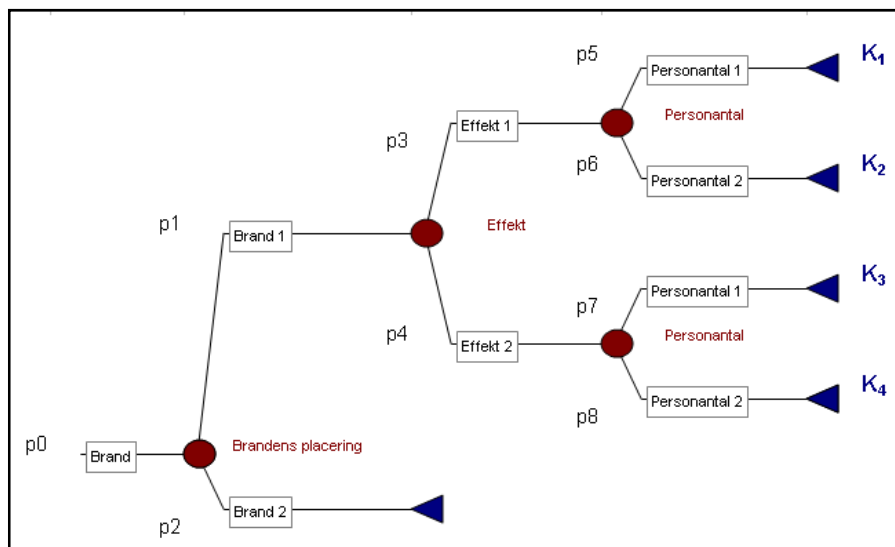 p5
Personantal 1
K₁
Personantal
p3
Effekt 1
p6
Personantal 2
K₂
p1
Brand 1
Effekt
p7
Personantal 1
K₃
Personantal
p4
Effekt 2
p8
Personantal 2
K₄
p0
Brand
Brandens placering
p2
Brand 2